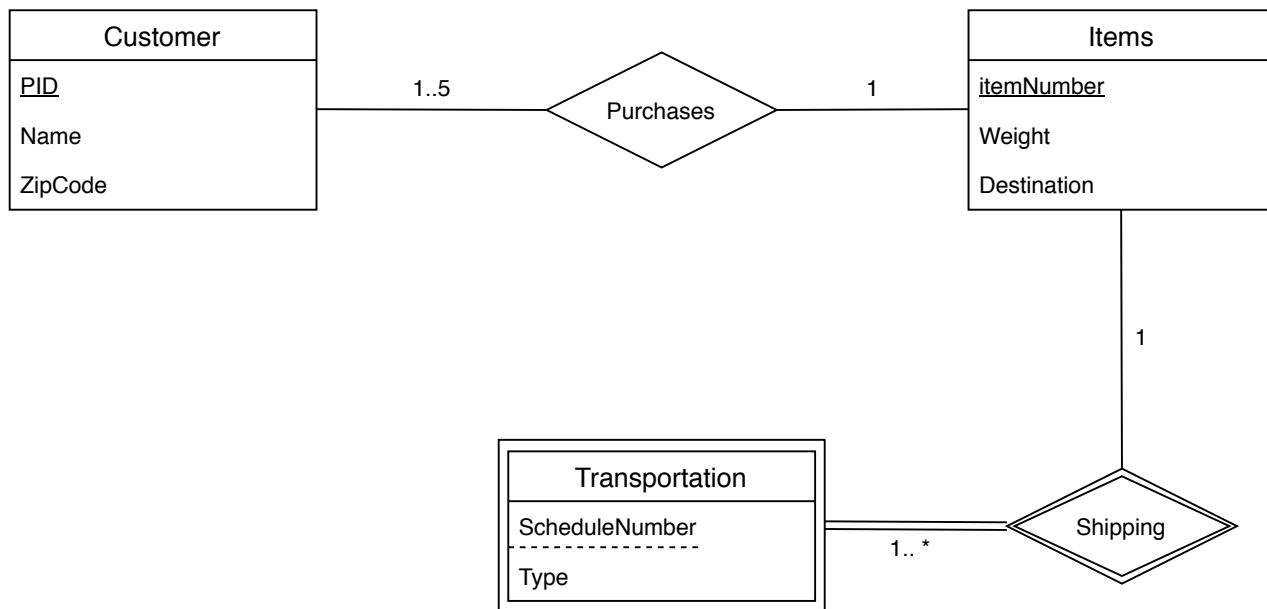 Customer
PID
Name
ZipCode
1..5
Purchases
1
Items
itemNumber
Weight
Destination
1
Transportation
ScheduleNumber
Type
1.. *
Shipping